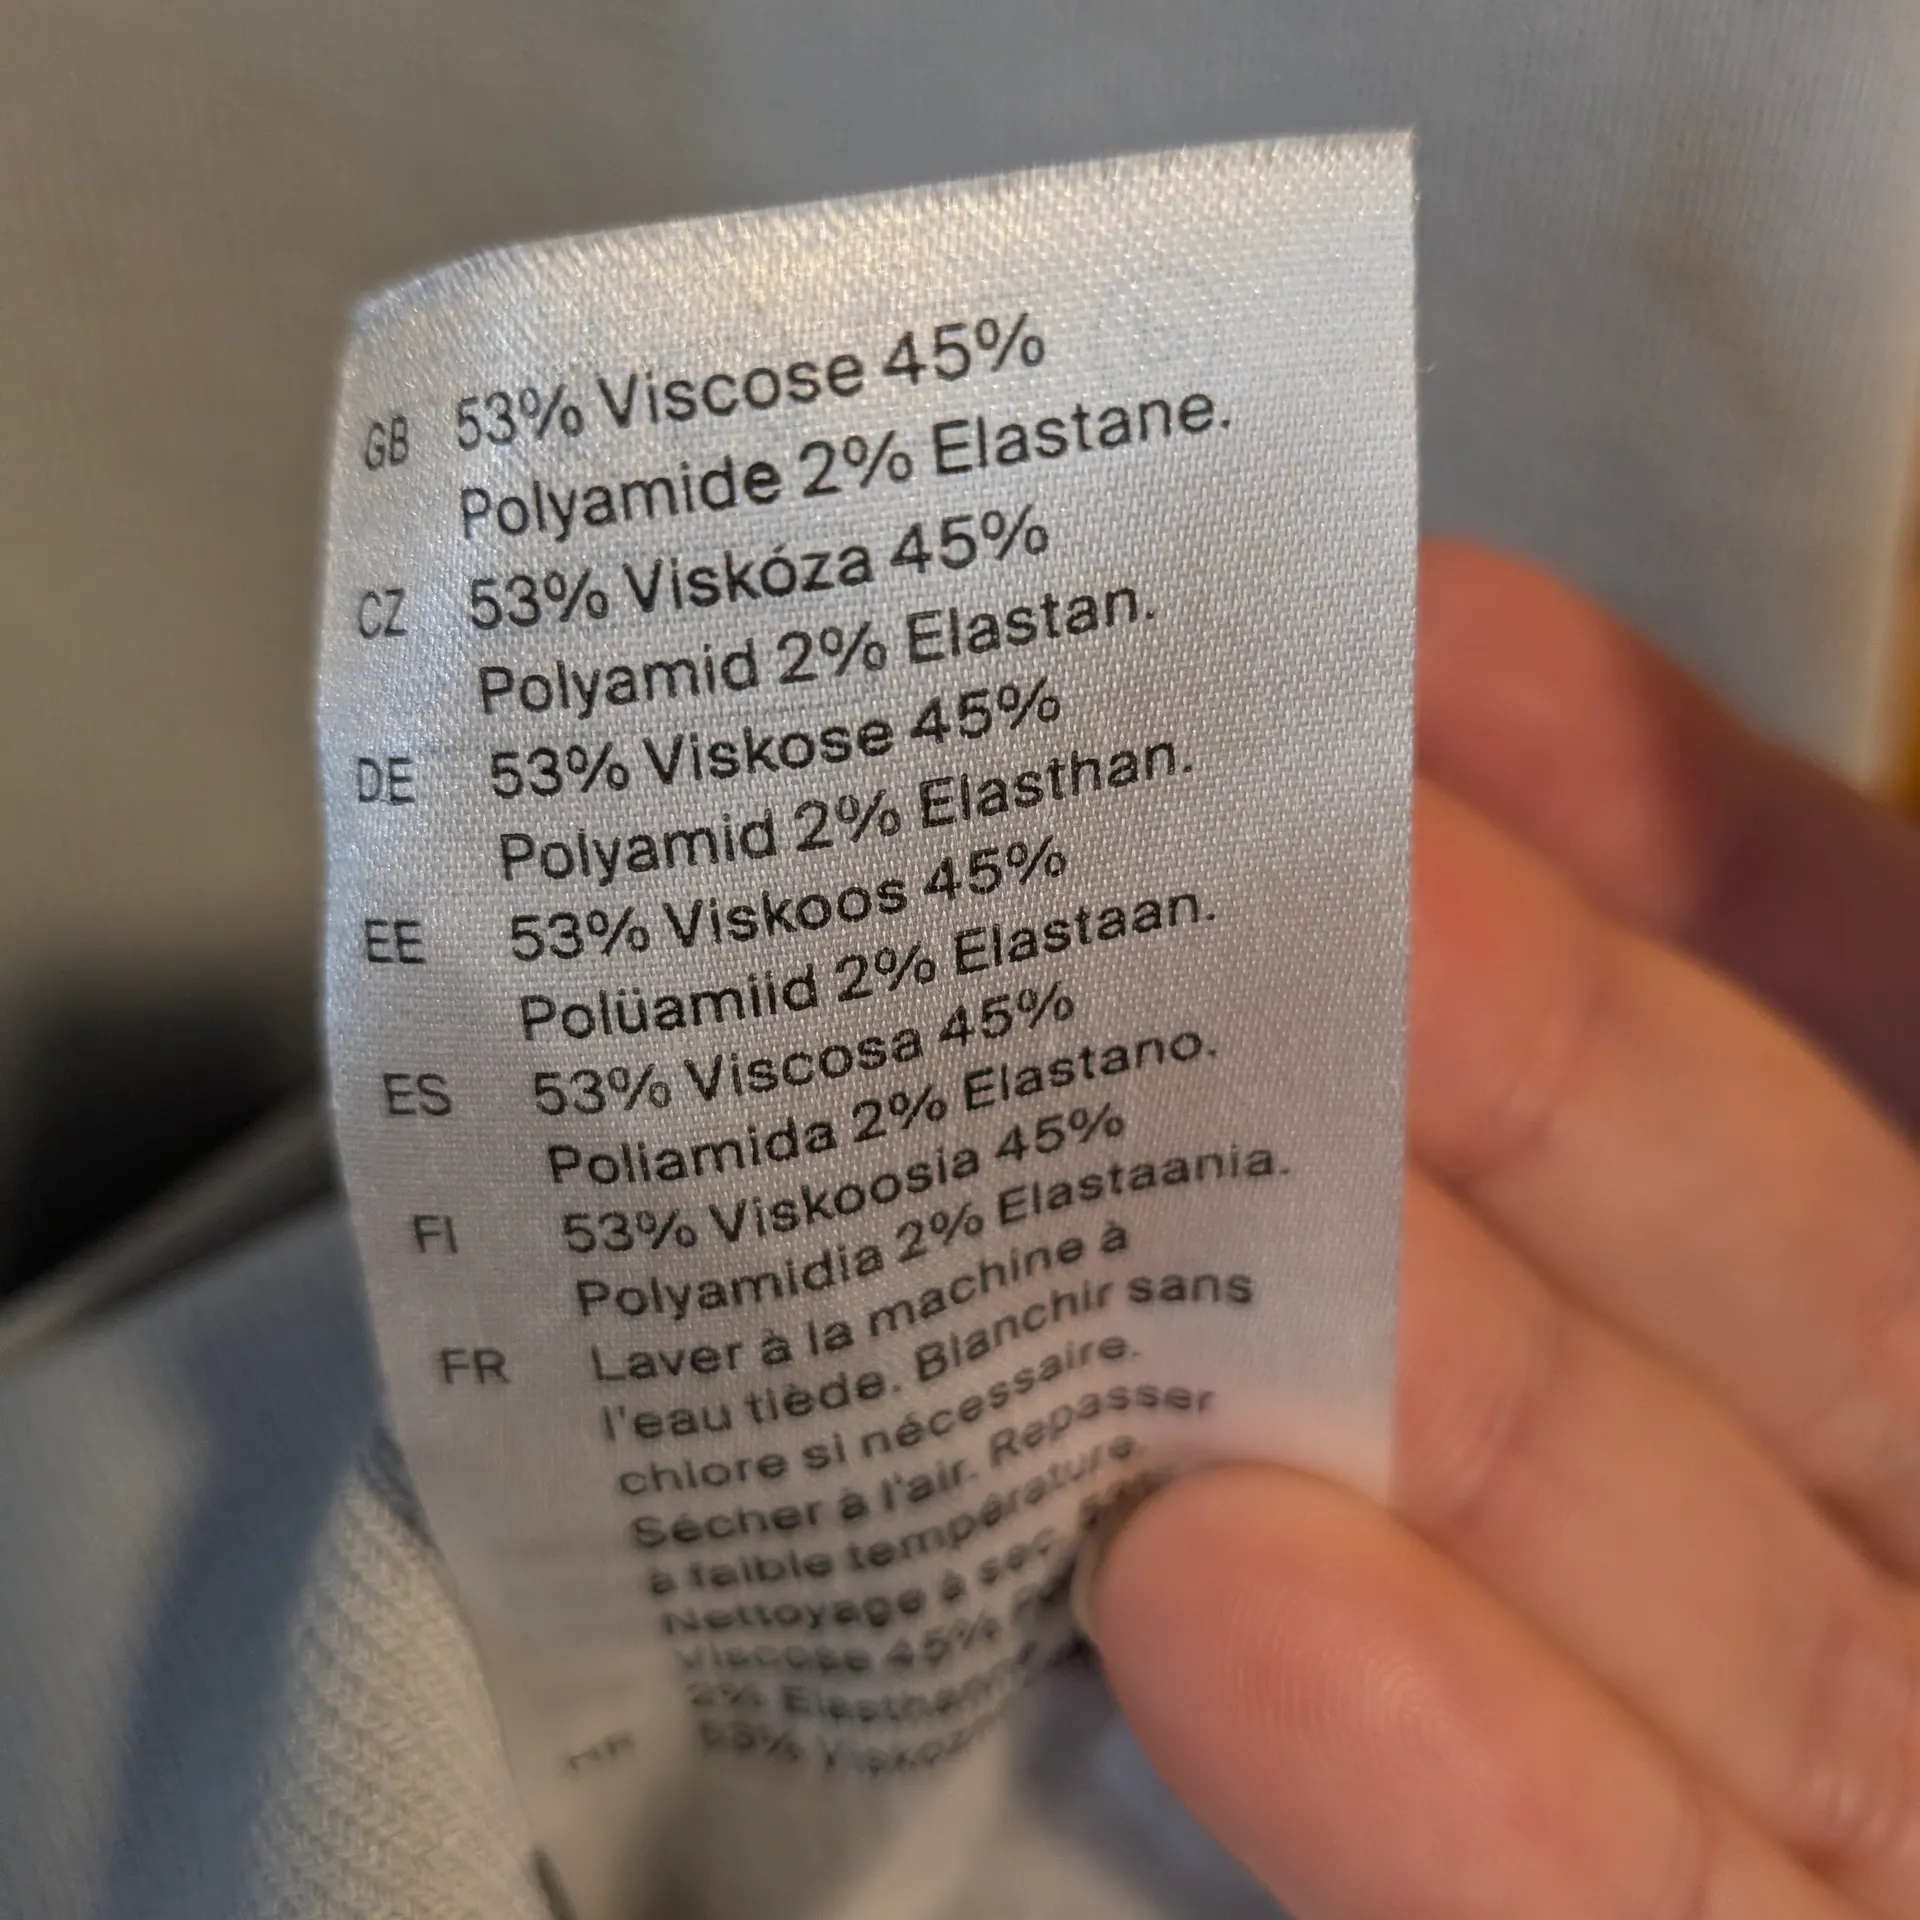 GB 53% Viscose 45%
Polyamide 2% Elastane.
CZ 53% Viskóza 45%
Polyamid 2% Elastan.
DE 53% Viskose 45%
Polyamid 2% Elasthan.
EE 53% Viskoos 45%
Polüamiid 2% Elastaan.
ES 53% Viscosa 45%
Poliamida 2% Elastano.
FI 53% Viskoosia 45%
Polyamidia 2% Elastaania.
FR Laver à la machine à
l'eau tiède. Blanchir sans
chlore si nécessaire.
Sécher à l'air. Repasser
à faible température.
Nettoyage à sec.
Viscose 45%
2%
53%